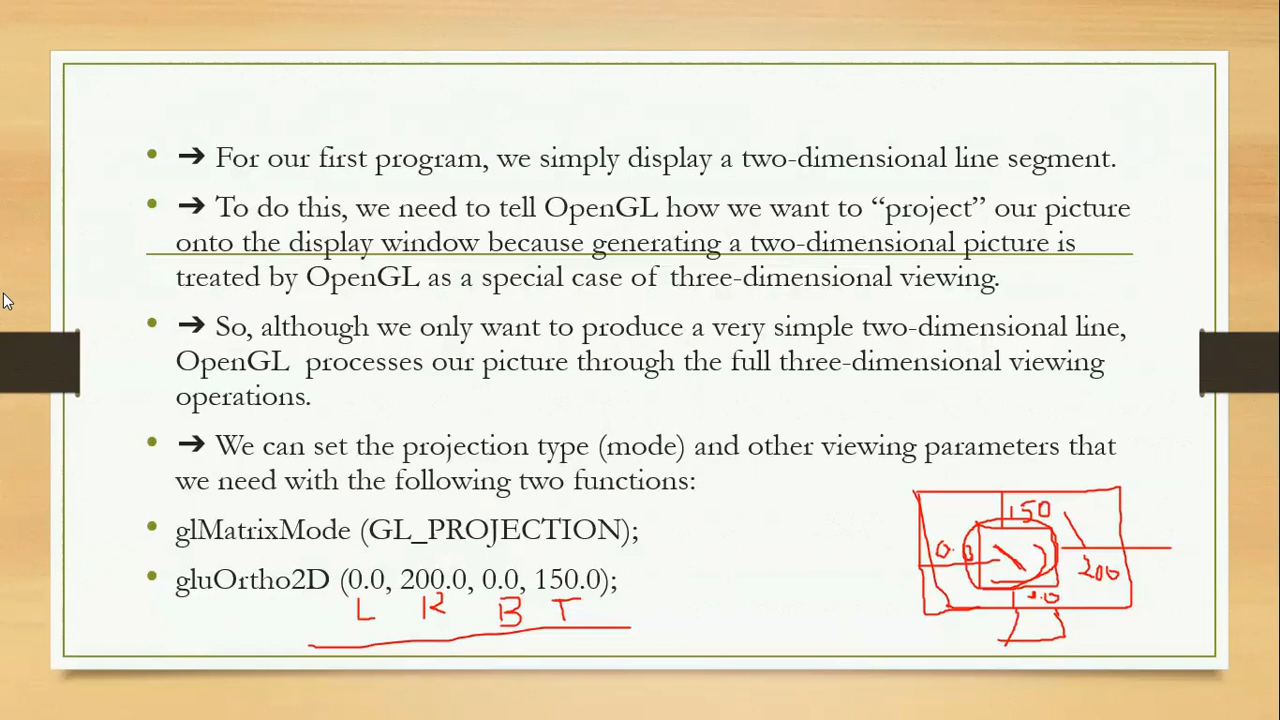 • ➔ For our first program, we simply display a two-dimensional line segment.
• ➔ To do this, we need to tell OpenGL how we want to “project” our picture
onto the display window because generating a two-dimensional picture is
treated by OpenGL as a special case of three-dimensional viewing.
• ➔ So, although we only want to produce a very simple two-dimensional line,
OpenGL processes our picture through the full three-dimensional viewing
operations.
• ➔ We can set the projection type (mode) and other viewing parameters that
we need with the following two functions:
• glMatrixMode (GL_PROJECTION);
• gluOrtho2D (0.0, 200.0, 0.0, 150.0);
L R B T
150
200